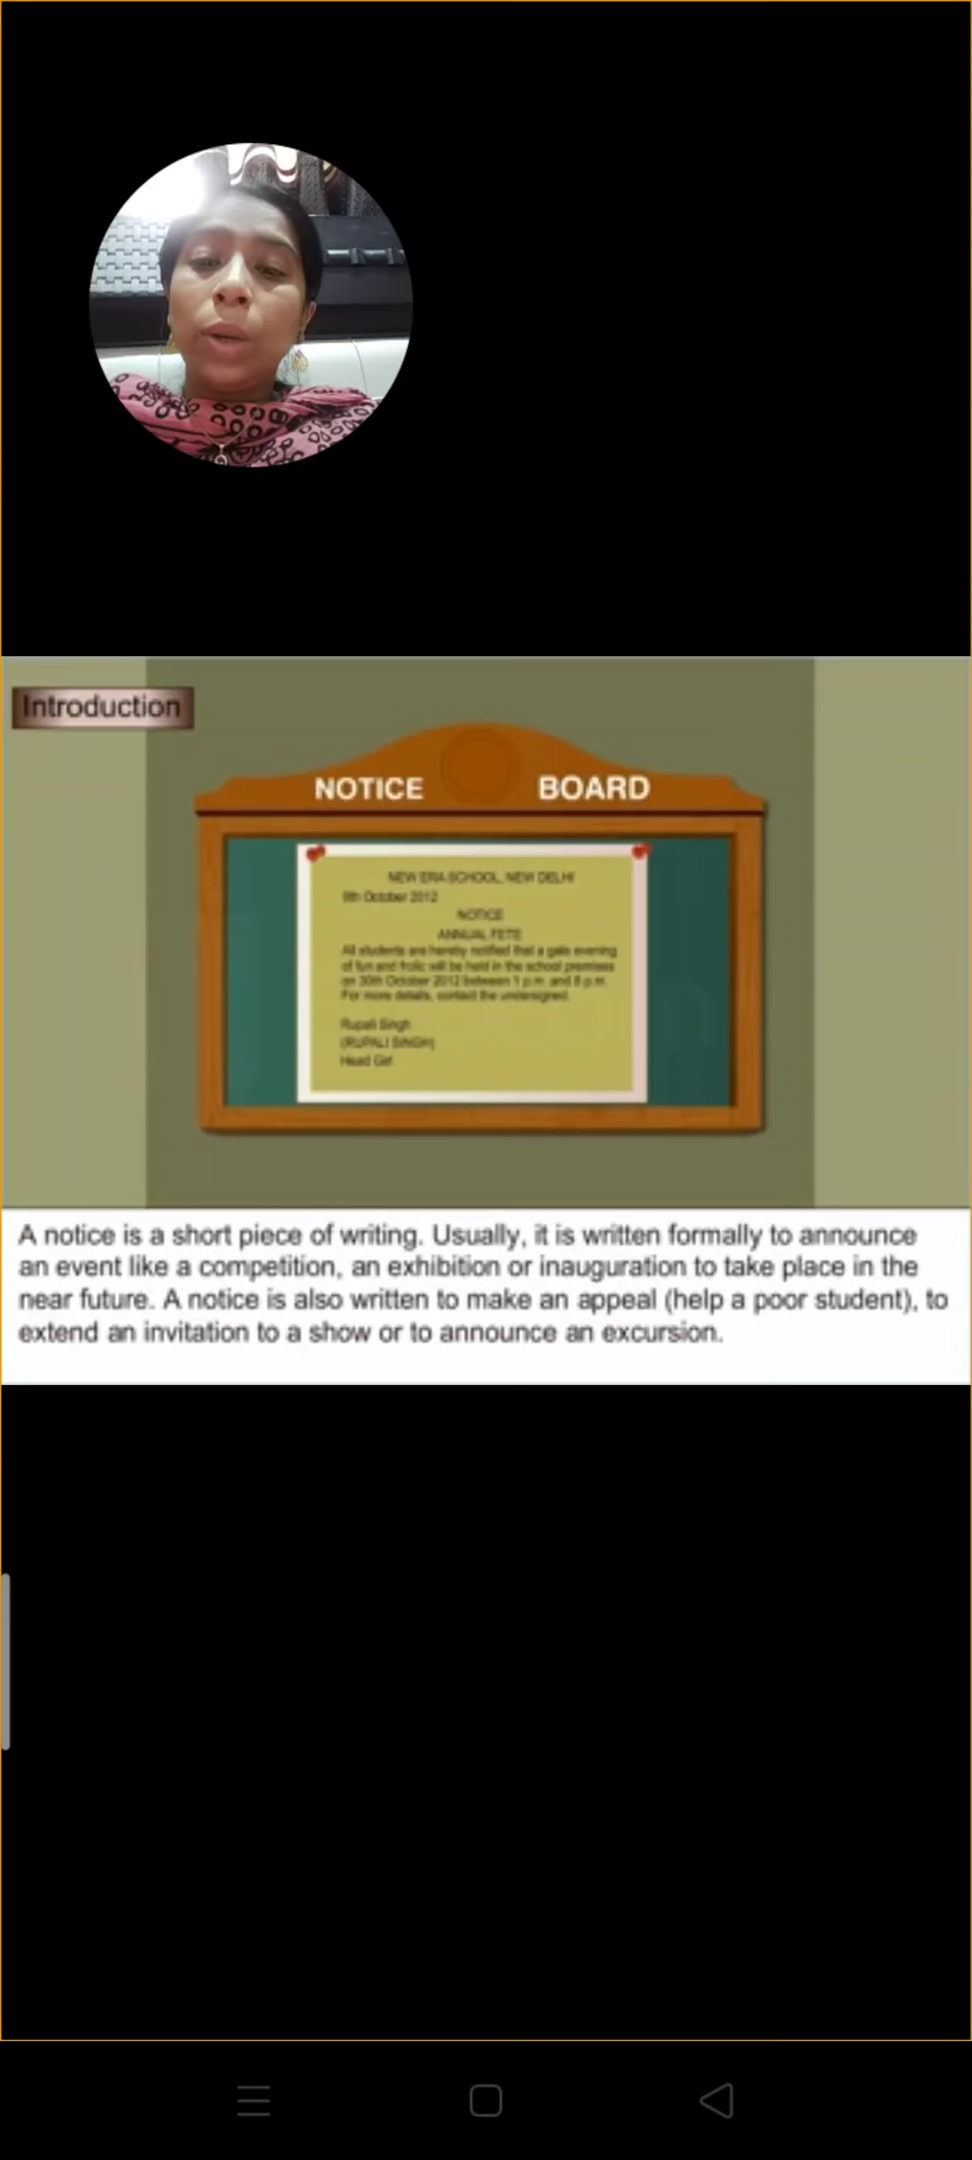 Introduction
NOTICE BOARD
NEW ERA SCHOOL, NEW DELHI
9th October 2012
NOTICE
ANNUAL FETE
All students are hereby notified that a gala evening
of fun and frolic will be held in the school premises
on 30th October 2012 between 1 p.m. and 8 p.m.
For more details, contact the undersigned.
Rupali Singh
(RUPALI SINGH)
Head Girl
A notice is a short piece of writing. Usually, it is written formally to announce
an event like a competition, an exhibition or inauguration to take place in the
near future. A notice is also written to make an appeal (help a poor student), to
extend an invitation to a show or to announce an excursion.